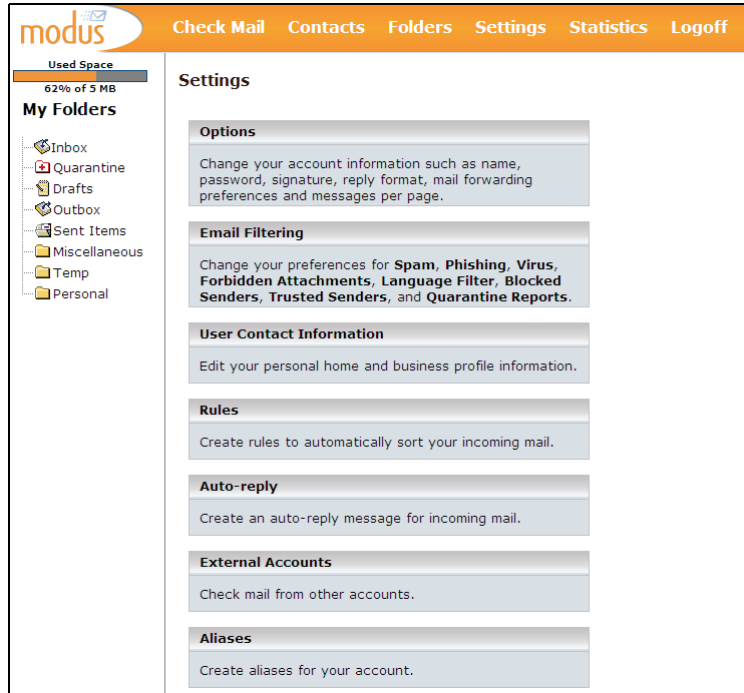 modus
Check Mail Contacts Folders Settings Statistics Logoff
Used Space
62% of 5 MB
My Folders
Inbox
Quarantine
Drafts
Outbox
Sent Items
Miscellaneous
Temp
Personal
Settings
Options
Change your account information such as name,
password, signature, reply format, mail forwarding
preferences and messages per page.
Email Filtering
Change your preferences for Spam, Phishing, Virus,
Forbidden Attachments, Language Filter, Blocked
Senders, Trusted Senders, and Quarantine Reports.
User Contact Information
Edit your personal home and business profile information.
Rules
Create rules to automatically sort your incoming mail.
Auto-reply
Create an auto-reply message for incoming mail.
External Accounts
Check mail from other accounts.
Aliases
Create aliases for your account.